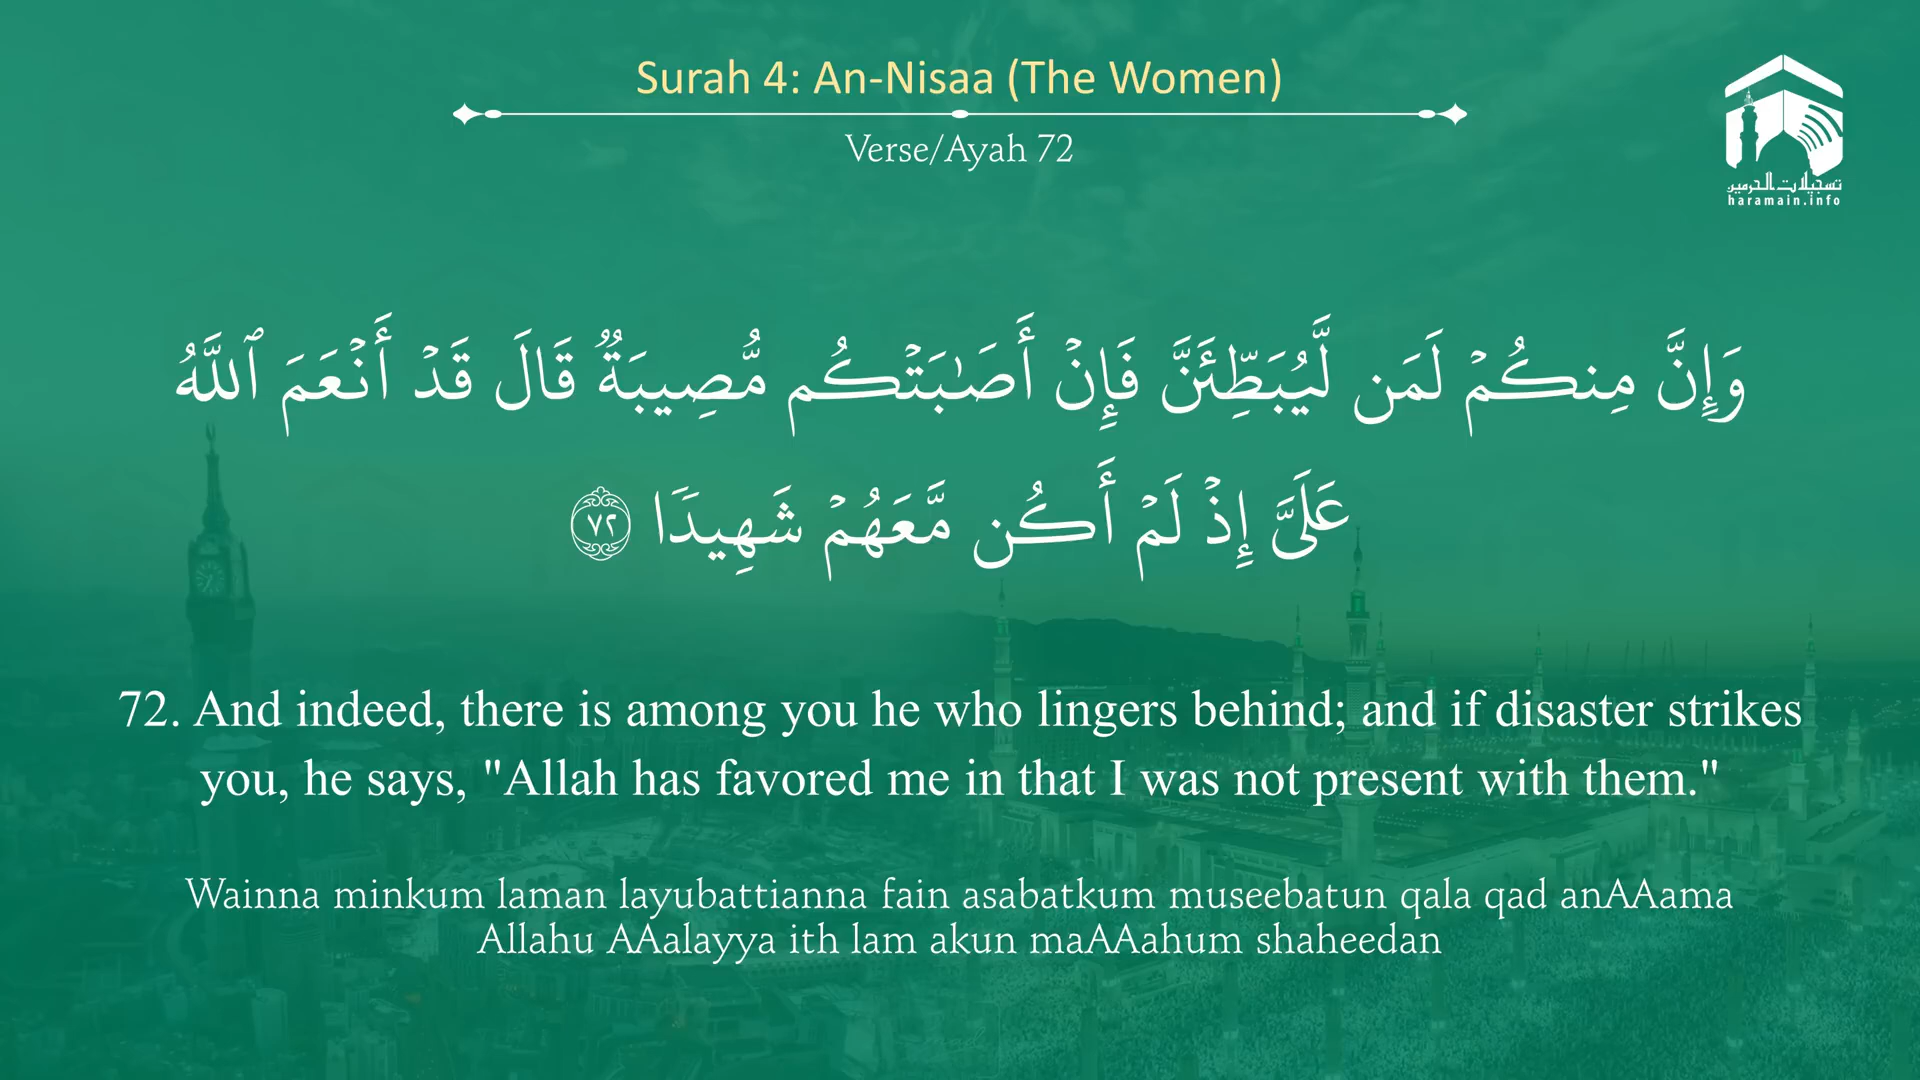 Surah 4: An-Nisaa (The Women)
Verse/Ayah 72
تسجيلات الحرمين
haramain.info
وَإِنَّ مِنكُمْ لَمَن لَّيُبَطِّئَنَّ فَإِنْ أَصَـٰبَتْكُم مُّصِيبَةٌ قَالَ قَدْ أَنْعَمَ ٱللَّهُ
عَلَىَّ إِذْ لَمْ أَكُن مَّعَهُمْ شَهِيدًا ٧٢
72. And indeed, there is among you he who lingers behind; and if disaster strikes
you, he says, "Allah has favored me in that I was not present with them."
Wainna minkum laman layubattianna fain asabatkum museebatun qala qad anAAama
Allahu AAalayya ith lam akun maAAahum shaheedan